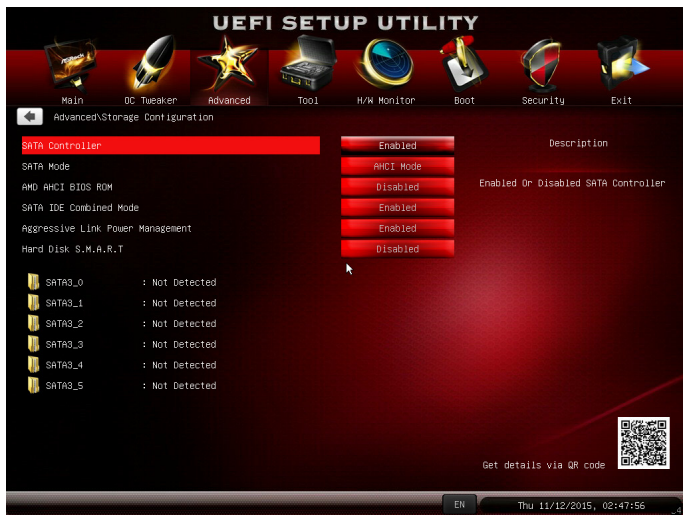 UEFI SETUP UTILITY
Main OC Tweaker Advanced Tool H/W Monitor Boot Security Exit
Advanced\Storage Configuration
SATA Controller Enabled
SATA Mode AHCI Mode
AMD AHCI BIOS ROM Disabled
SATA IDE Combined Mode Enabled
Aggressive Link Power Management Enabled
Hard Disk S.M.A.R.T Disabled
SATA3_0 : Not Detected
SATA3_1 : Not Detected
SATA3_2 : Not Detected
SATA3_3 : Not Detected
SATA3_4 : Not Detected
SATA3_5 : Not Detected
Description
Enabled Or Disabled SATA Controller
Get details via QR code
EN Thu 11/12/2015, 02:47:56